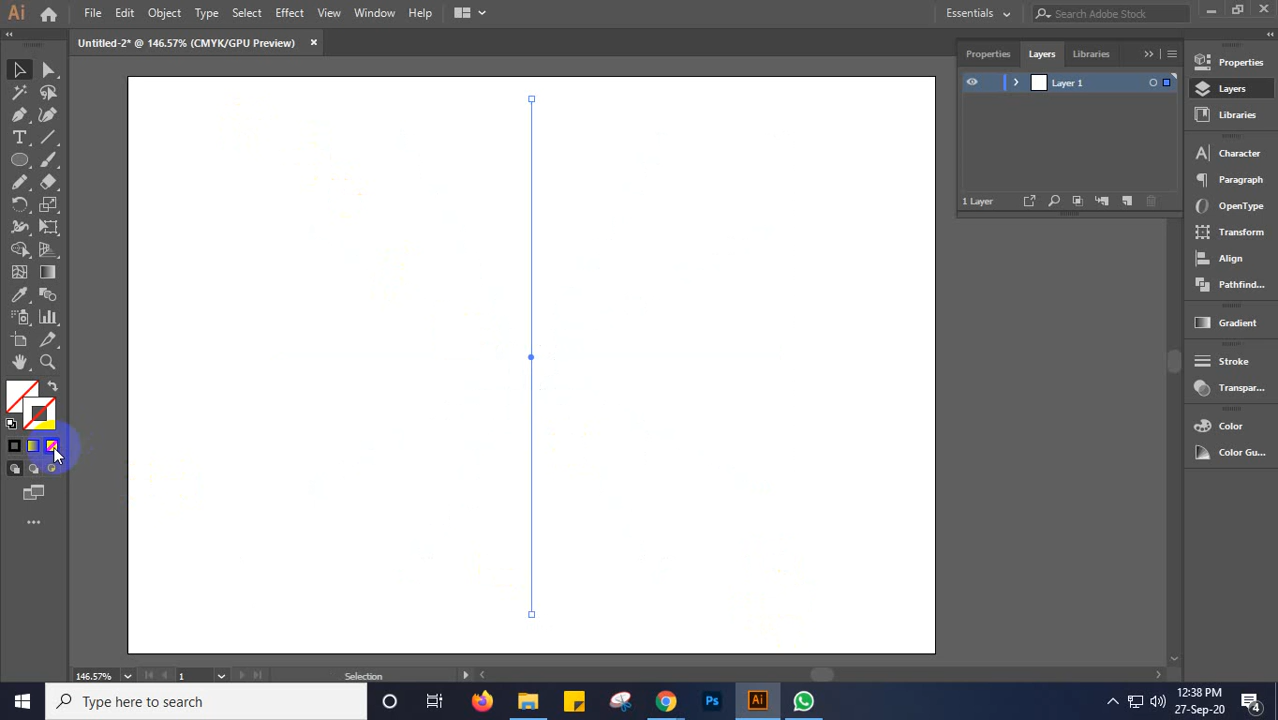 Ai File Edit Object Type Select Effect View Window Help Essentials Search Adobe Stock
Untitled-2* @ 146.57% (CMYK/GPU Preview)
Properties Layers Libraries
Layer 1
1 Layer
Properties
Layers
Libraries
Character
Paragraph
OpenType
Transform
Align
Pathfind...
Gradient
Stroke
Transpar...
Color
Color Gu...
146.57% 1 Selection
Type here to search
Ps
Ai
12:38 PM
27-Sep-20
4